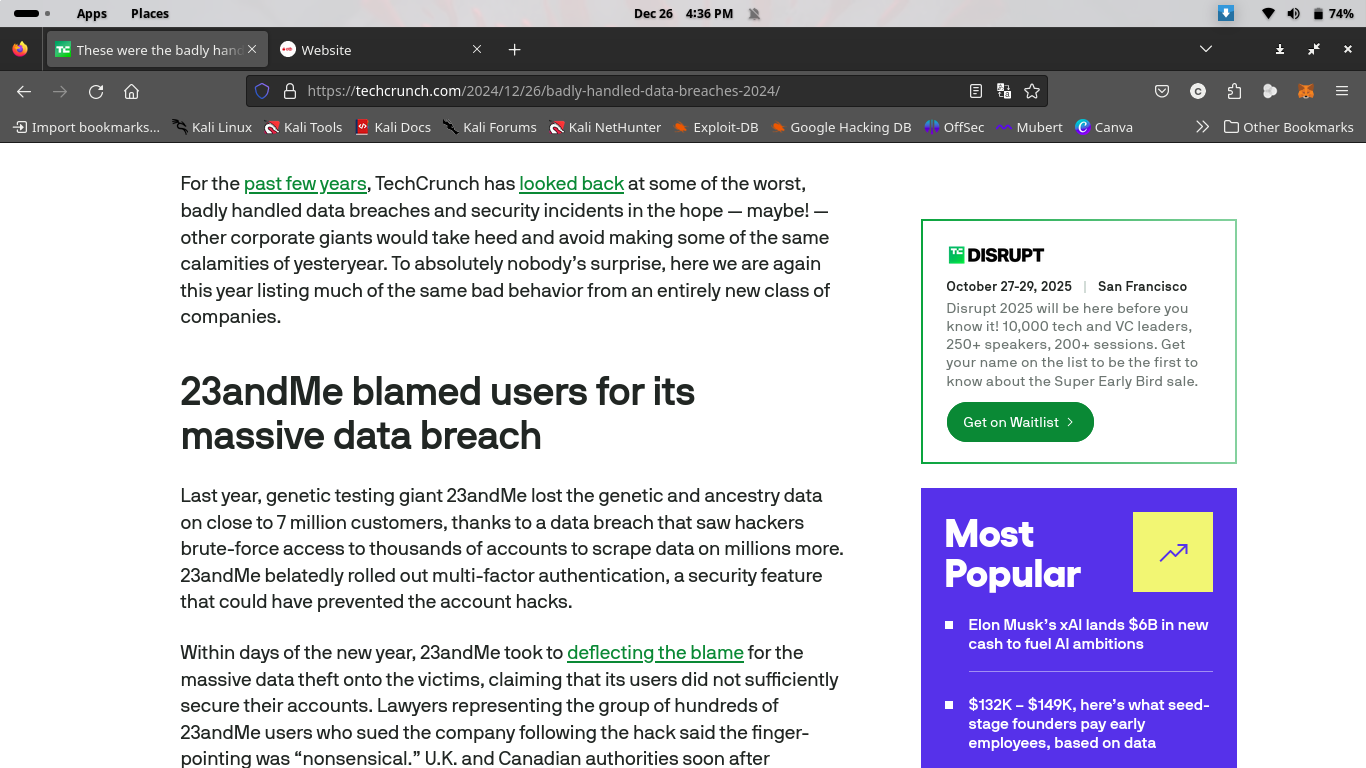 Apps Places Dec 26 4:36 PM 74%
These were the badly han Website
https://techcrunch.com/2024/12/26/badly-handled-data-breaches-2024/
Import bookmarks... Kali Linux Kali Tools Kali Docs Kali Forums Kali NetHunter Exploit-DB Google Hacking DB OffSec Mubert Canva Other Bookmarks
For the past few years, TechCrunch has looked back at some of the worst,
badly handled data breaches and security incidents in the hope — maybe! —
other corporate giants would take heed and avoid making some of the same
calamities of yesteryear. To absolutely nobody’s surprise, here we are again
this year listing much of the same bad behavior from an entirely new class of
companies.
23andMe blamed users for its
massive data breach
Last year, genetic testing giant 23andMe lost the genetic and ancestry data
on close to 7 million customers, thanks to a data breach that saw hackers
brute-force access to thousands of accounts to scrape data on millions more.
23andMe belatedly rolled out multi-factor authentication, a security feature
that could have prevented the account hacks.
Within days of the new year, 23andMe took to deflecting the blame for the
massive data theft onto the victims, claiming that its users did not sufficiently
secure their accounts. Lawyers representing the group of hundreds of
23andMe users who sued the company following the hack said the finger-
pointing was “nonsensical.” U.K. and Canadian authorities soon after
TC DISRUPT
October 27-29, 2025 | San Francisco
Disrupt 2025 will be here before you
know it! 10,000 tech and VC leaders,
250+ speakers, 200+ sessions. Get
your name on the list to be the first to
know about the Super Early Bird sale.
Get on Waitlist
Most
Popular
Elon Musk’s xAI lands $6B in new
cash to fuel AI ambitions
$132K – $149K, here’s what seed-
stage founders pay early
employees, based on data